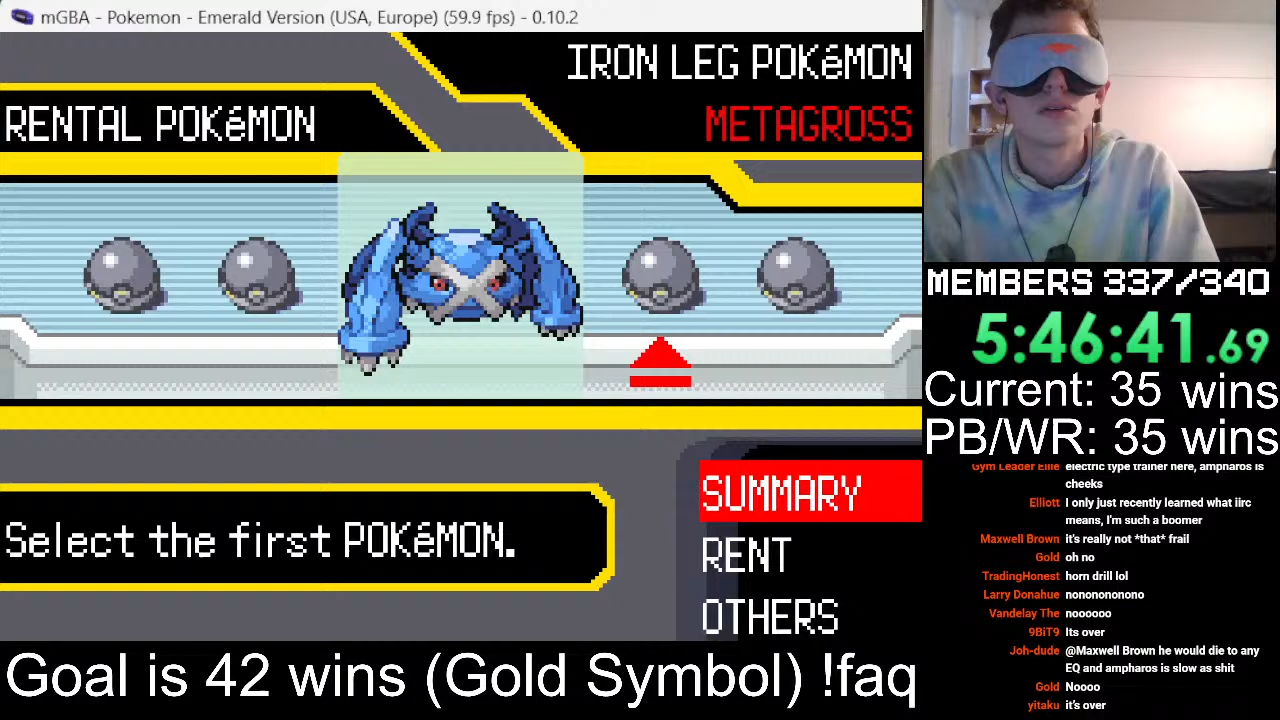 mGBA - Pokemon - Emerald Version (USA, Europe) (59.9 fps) - 0.10.2
IRON LEG POKéMON
RENTAL POKéMON
METAGROSS
Select the first POKéMON.
SUMMARY
RENT
OTHERS
Goal is 42 wins (Gold Symbol) !faq
MEMBERS 337/340
5:46:41.69
Current: 35 wins
PB/WR: 35 wins
Gym Leader Ellie electric type trainer here, ampharos is
cheeks
Elliott I only just recently learned what iirc
means, I'm such a boomer
Maxwell Brown it's really not *that* frail
Gold oh no
TradingHonest horn drill lol
Larry Donahue nonononononono
Vandelay The noooooo
9BiT9 Its over
Joh-dude @Maxwell Brown he would die to any
EQ and ampharos is slow as shit
Gold Noooo
yitaku it's over